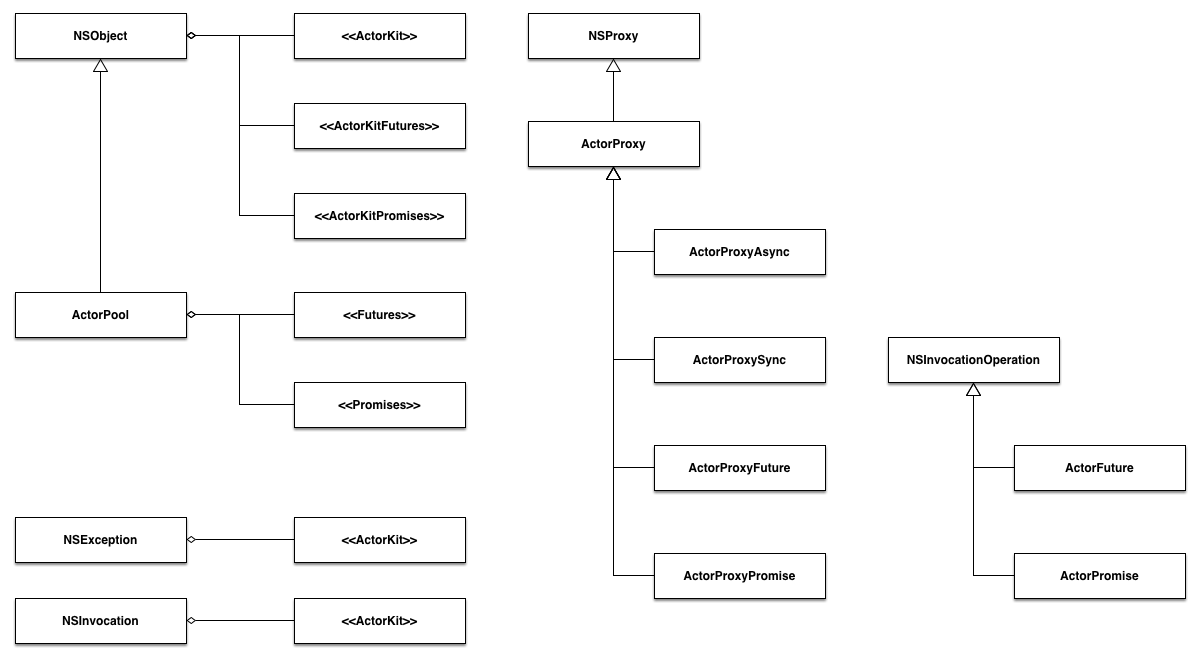 NSObject
<<ActorKit>>
<<ActorKitFutures>>
<<ActorKitPromises>>
ActorPool
<<Futures>>
<<Promises>>
NSException
<<ActorKit>>
NSInvocation
<<ActorKit>>
NSProxy
ActorProxy
ActorProxyAsync
ActorProxySync
ActorProxyFuture
ActorProxyPromise
NSInvocationOperation
ActorFuture
ActorPromise